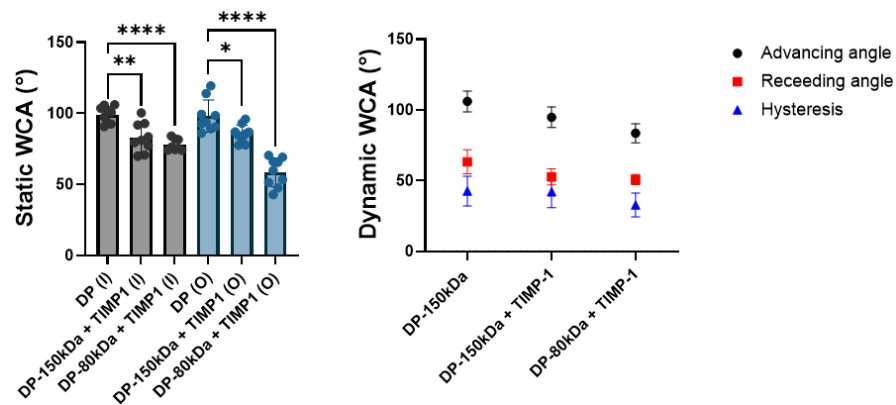 **** ****
** *
150
100
50
0
Static WCA (°)
DP (I)
DP-150kDa + TIMP1 (I)
DP-80kDa + TIMP1 (I)
DP (O)
DP-150kDa + TIMP1 (O)
DP-80kDa + TIMP1 (O)
150
100
50
0
Dynamic WCA (°)
DP-150kDa
DP-150kDa + TIMP-1
DP-80kDa + TIMP-1
Advancing angle
Receeding angle
Hysteresis